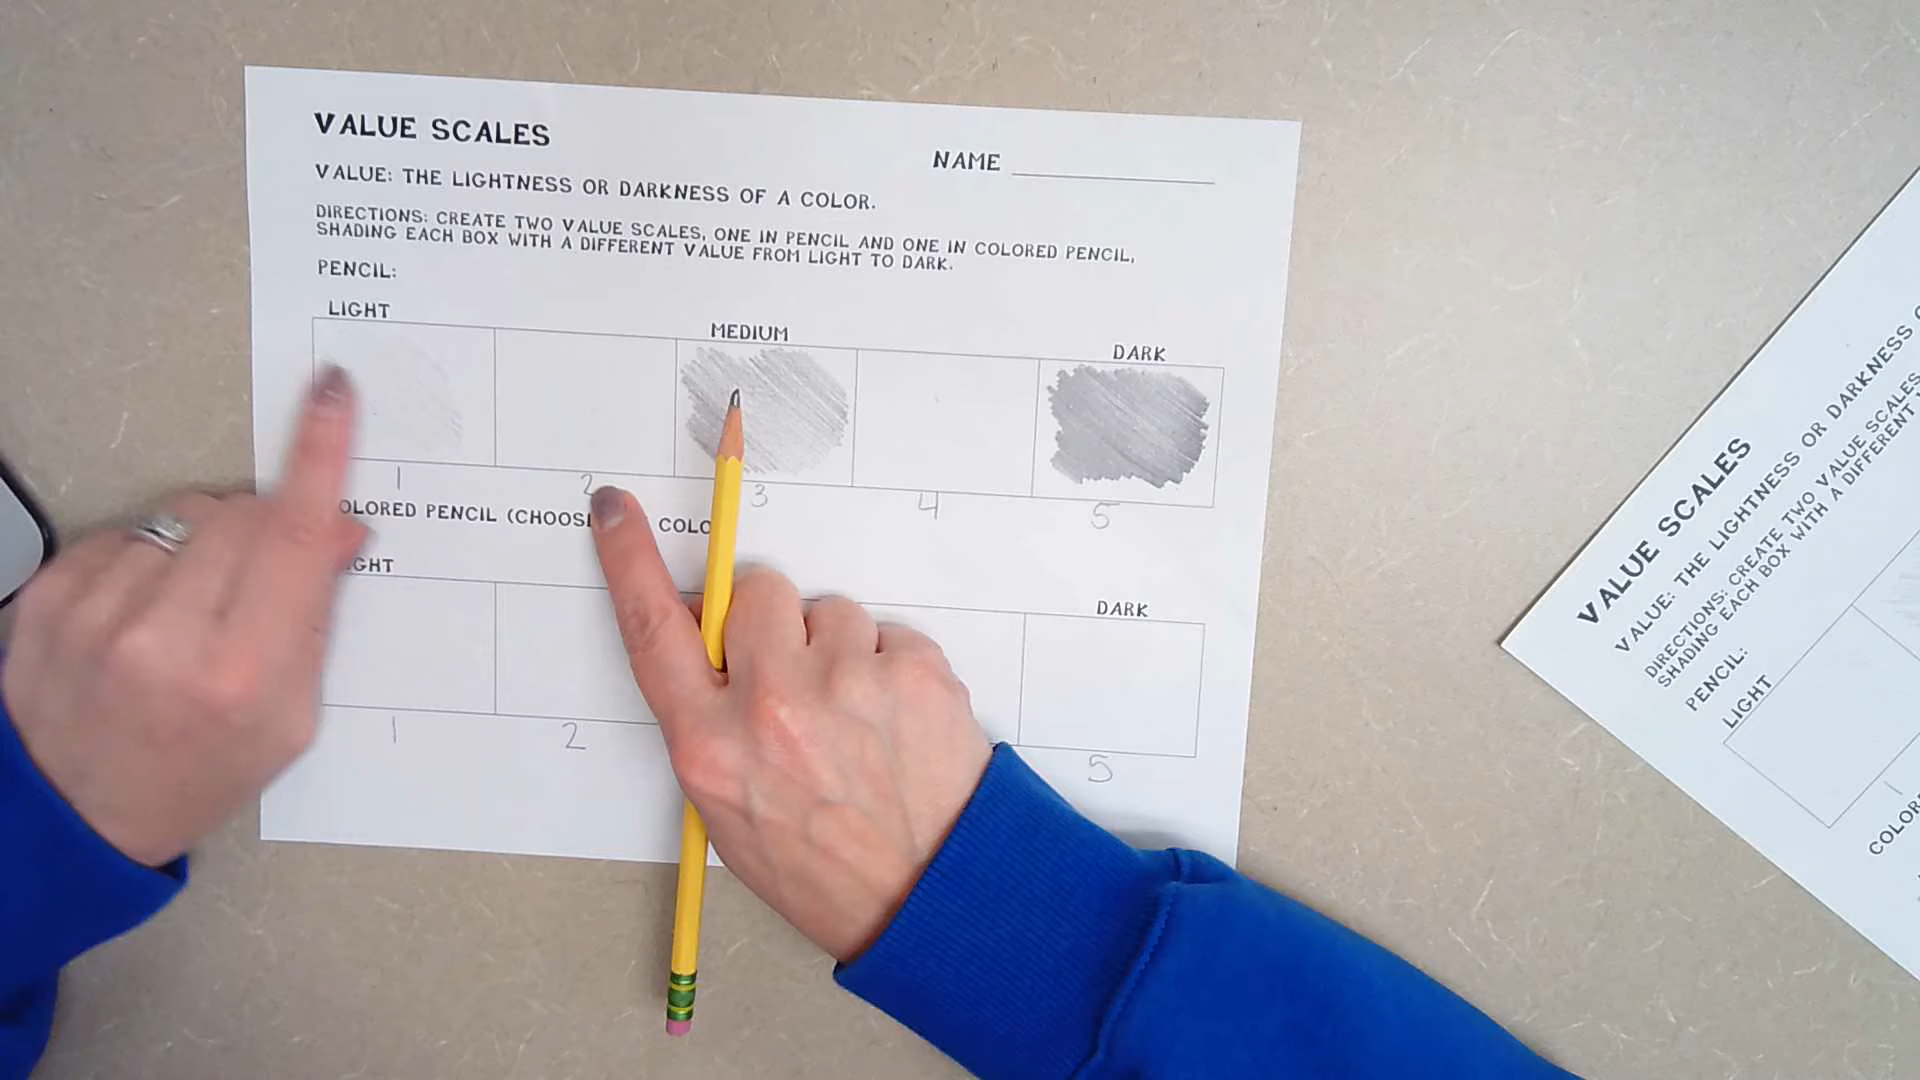 VALUE SCALES
NAME
VALUE: THE LIGHTNESS OR DARKNESS OF A COLOR.
DIRECTIONS: CREATE TWO VALUE SCALES, ONE IN PENCIL AND ONE IN COLORED PENCIL,
SHADING EACH BOX WITH A DIFFERENT VALUE FROM LIGHT TO DARK.
PENCIL:
LIGHT MEDIUM DARK
1 2 3 4 5
OLORED PENCIL (CHOOS COLO
GHT DARK
1 2 5
VALUE SCALES
VALUE: THE LIGHTNESS OR DARKNESS
DIRECTIONS: CREATE TWO VALUE SCALES
SHADING EACH BOX WITH A DIFFERENT
PENCIL:
LIGHT
1
COLOR